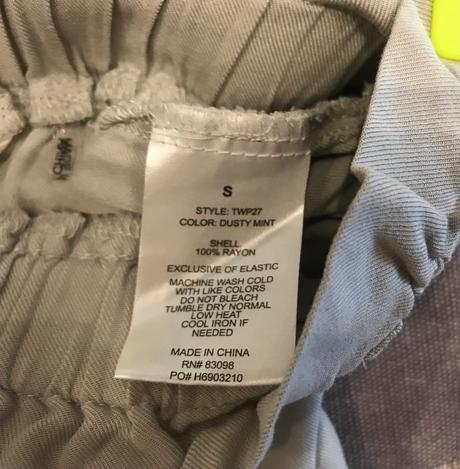 S
STYLE: TWP27
COLOR: DUSTY MINT
SHELL
100% RAYON
EXCLUSIVE OF ELASTIC
MACHINE WASH COLD
WITH LIKE COLORS
DO NOT BLEACH
TUMBLE DRY NORMAL
LOW HEAT
COOL IRON IF
NEEDED
MADE IN CHINA
RN# 83098
PO# H6903210